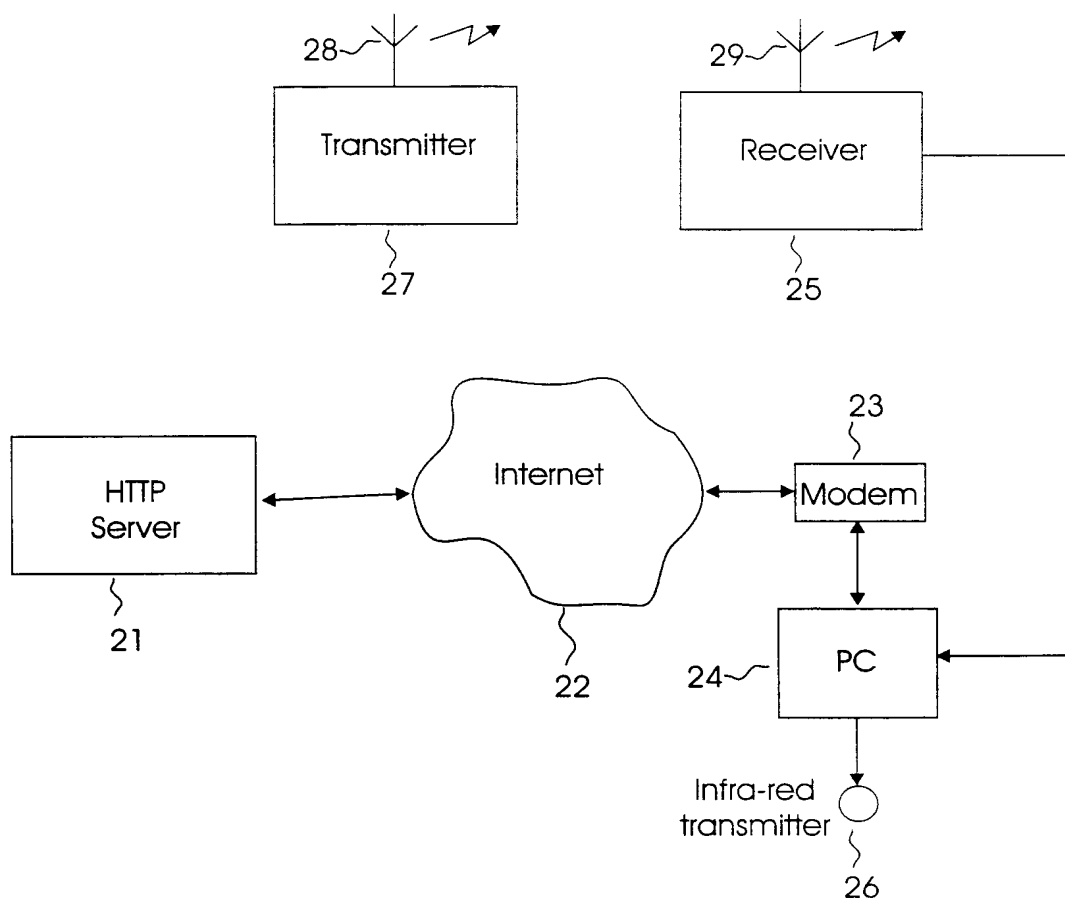 28
29
Transmitter
Receiver
27
25
23
HTTP
Server
Internet
Modem
21
22
24
PC
Infra-red
transmitter
26